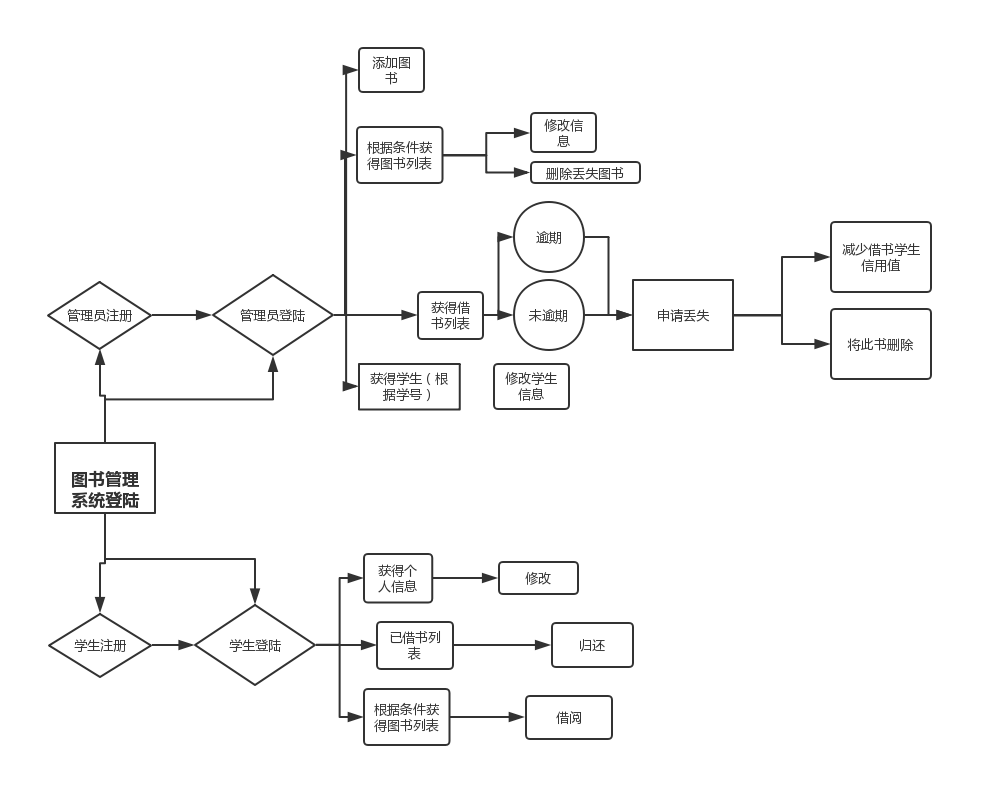 添加图
书
根据条件获
得图书列表
修改信
息
删除丢失图书
逾期
管理员注册
管理员登陆
获得借
书列表
未逾期
申请丢失
减少借书学生
信用值
将此书删除
获得学生（根
据学号）
修改学生
信息
图书管理
系统登陆
获得个
人信息
修改
学生注册
学生登陆
已借书列
表
归还
根据条件获
得图书列表
借阅